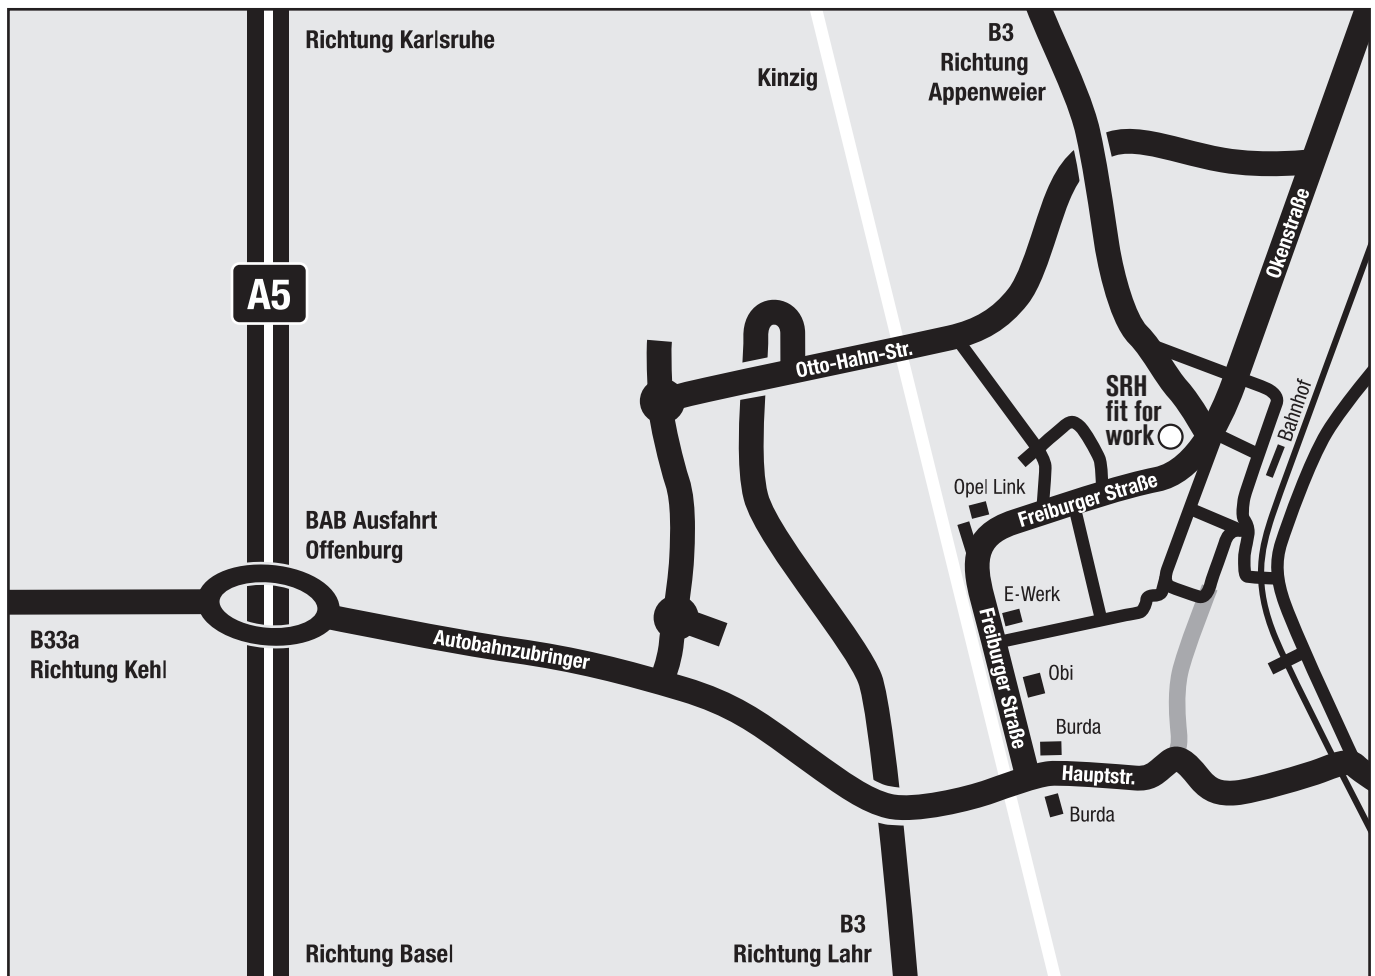 Richtung Karlsruhe
Kinzig
B3
Richtung
Appenweier
A5
Okenstraße
Otto-Hahn-Str.
SRH
fit for
work
Bahnhof
Opel Link
Freiburger Straße
BAB Ausfahrt
Offenburg
E-Werk
B33a
Richtung Kehl
Autobahnzubringer
Freiburger Straße
Obi
Burda
Hauptstr.
Burda
B3
Richtung Lahr
Richtung Basel